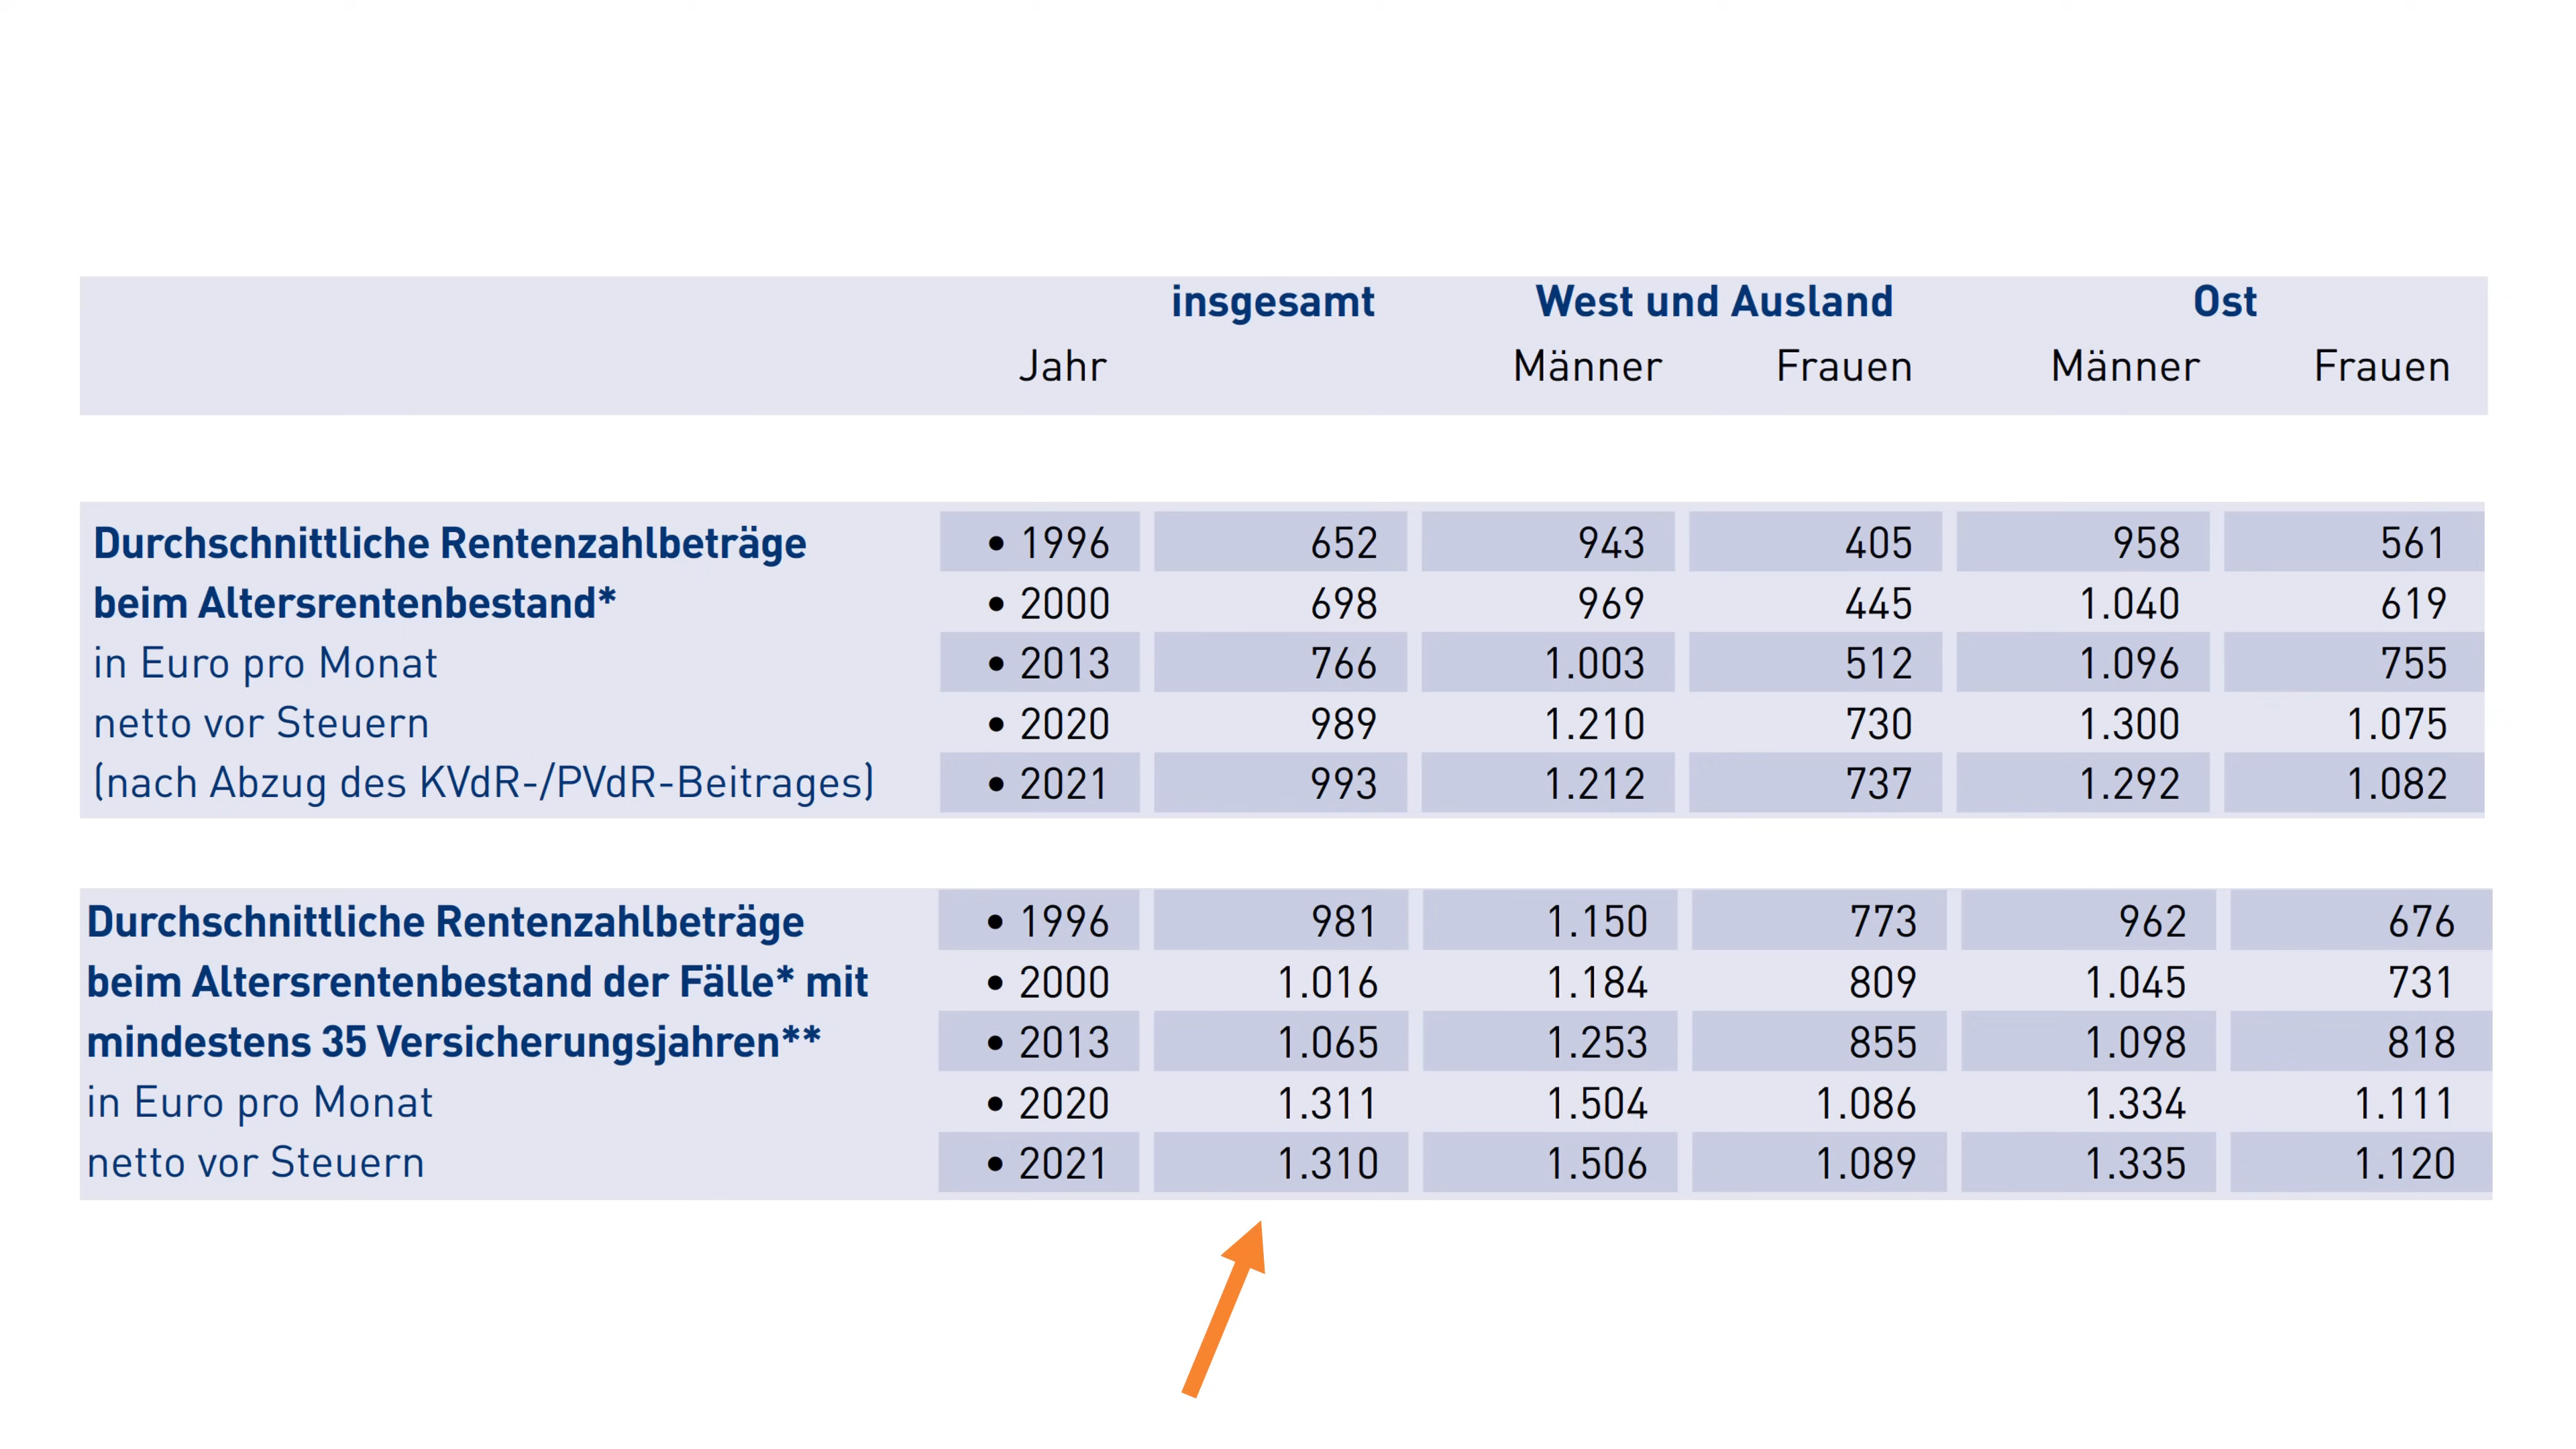 insgesamt West und Ausland Ost
Jahr Männer Frauen Männer Frauen
Durchschnittliche Rentenzahlbeträge • 1996 652 943 405 958 561
beim Altersrentenbestand* • 2000 698 969 445 1.040 619
in Euro pro Monat • 2013 766 1.003 512 1.096 755
netto vor Steuern • 2020 989 1.210 730 1.300 1.075
(nach Abzug des KVdR-/PVdR-Beitrages) • 2021 993 1.212 737 1.292 1.082
Durchschnittliche Rentenzahlbeträge • 1996 981 1.150 773 962 676
beim Altersrentenbestand der Fälle* mit • 2000 1.016 1.184 809 1.045 731
mindestens 35 Versicherungsjahren** • 2013 1.065 1.253 855 1.098 818
in Euro pro Monat • 2020 1.311 1.504 1.086 1.334 1.111
netto vor Steuern • 2021 1.310 1.506 1.089 1.335 1.120